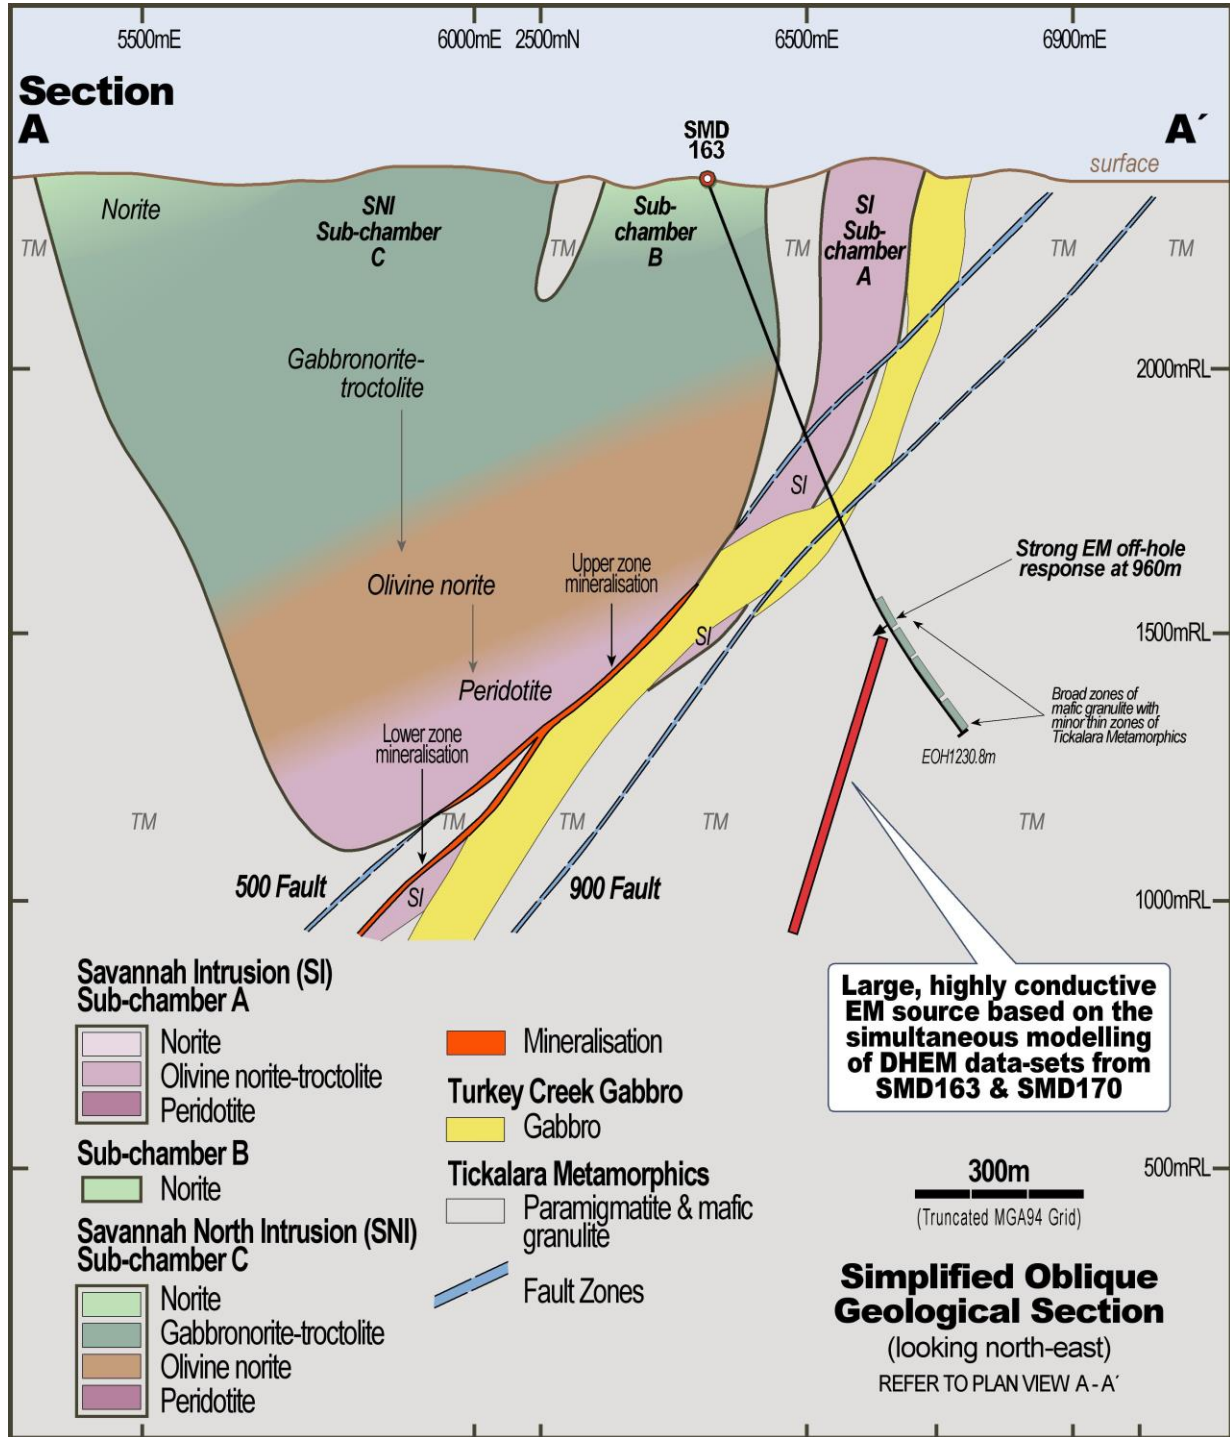 5500mE
6000mE
2500mN
6500mE
6900mE
Section
A
A´
SMD
163
surface
Norite
SNI
Sub-chamber
C
Sub-
chamber
B
SI
Sub-
chamber
A
TM
TM
TM
TM
TM
Gabbronorite-
troctolite
2000mRL
SI
Upper zone
mineralisation
Strong EM off-hole
response at 960m
Olivine norite
1500mRL
SI
Peridotite
Broad zones of
mafic granulite with
minor thin zones of
Tickalara Metamorphics
Lower zone
mineralisation
EOH1230.8m
TM
TM
TM
TM
TM
500 Fault
SI
900 Fault
1000mRL
Large, highly conductive
EM source based on the
simultaneous modelling
of DHEM data-sets from
SMD163 & SMD170
Savannah Intrusion (SI)
Sub-chamber A
Norite
Olivine norite-troctolite
Peridotite
Sub-chamber B
Norite
Savannah North Intrusion (SNI)
Sub-chamber C
Norite
Gabbronorite-troctolite
Olivine norite
Peridotite
Mineralisation
Turkey Creek Gabbro
Gabbro
Tickalara Metamorphics
Paramigmatite & mafic
granulite
Fault Zones
500mRL
300m
(Truncated MGA94 Grid)
Simplified Oblique
Geological Section
(looking north-east)
REFER TO PLAN VIEW A - A´